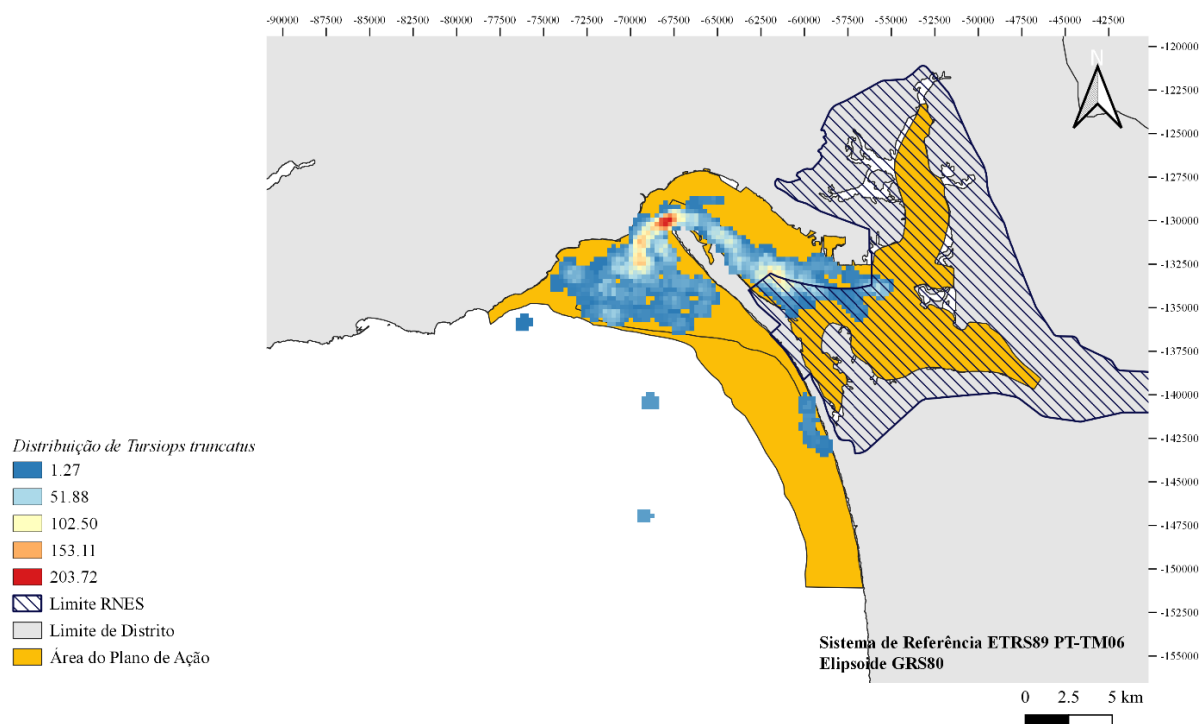 -90000 -87500 -85000 -82500 -80000 -77500 -75000 -72500 -70000 -67500 -65000 -62500 -60000 -57500 -55000 -52500 -50000 -47500 -45000 -42500
N
-120000
-122500
-125000
-127500
-130000
-132500
-135000
-137500
-140000
-142500
-145000
-147500
-150000
-152500
-155000
Distribuição de Tursiops truncatus
1.27
51.88
102.50
153.11
203.72
Limite RNES
Limite de Distrito
Área do Plano de Ação
Sistema de Referência ETRS89 PT-TM06
Elipsoide GRS80
0 2.5 5 km